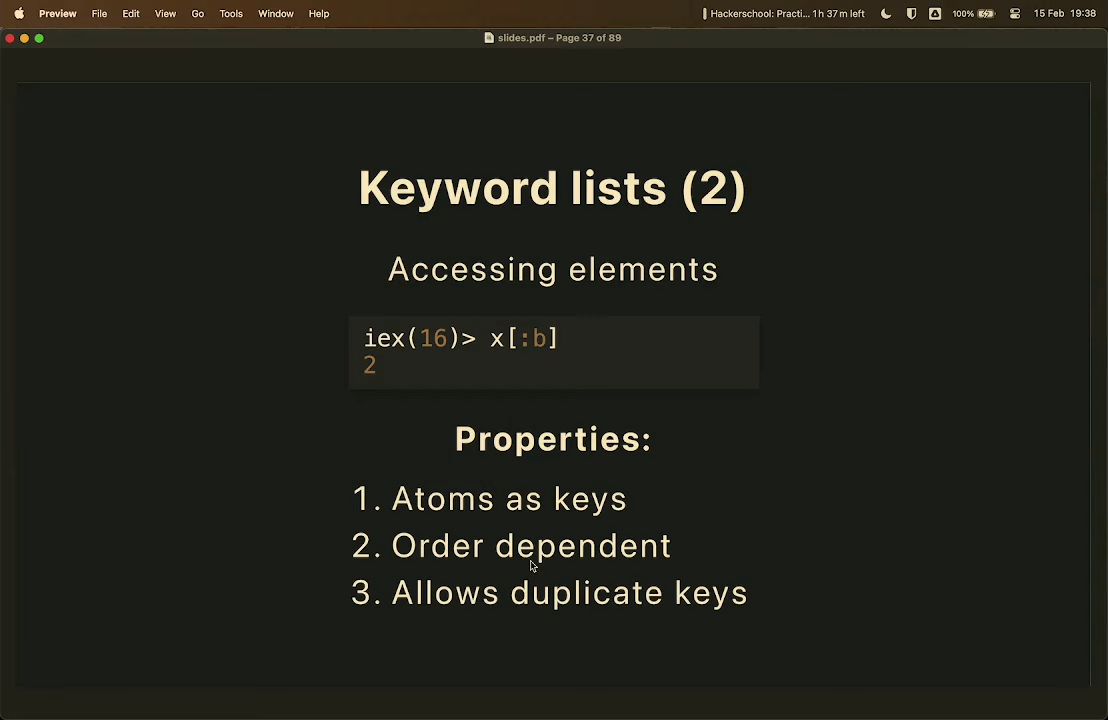 Preview File Edit View Go Tools Window Help Hackerschool: Practi... 1 h 37 m left 100% 15 Feb 19:38
slides.pdf – Page 37 of 89
Keyword lists (2)
Accessing elements
iex(16)> x[:b]
2
Properties:
1. Atoms as keys
2. Order dependent
3. Allows duplicate keys